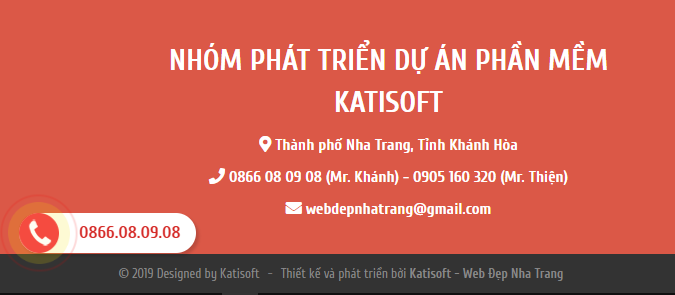 NHÓM PHÁT TRIỂN DỰ ÁN PHẦN MỀM
KATISOFT
Thành phố Nha Trang, Tỉnh Khánh Hòa
0866 08 09 08 (Mr. Khánh) - 0905 160 320 (Mr. Thiện)
webdepnhatrang@gmail.com
0866.08.09.08
© 2019 Designed by Katisoft - Thiết kế và phát triển bởi Katisoft - Web Đẹp Nha Trang